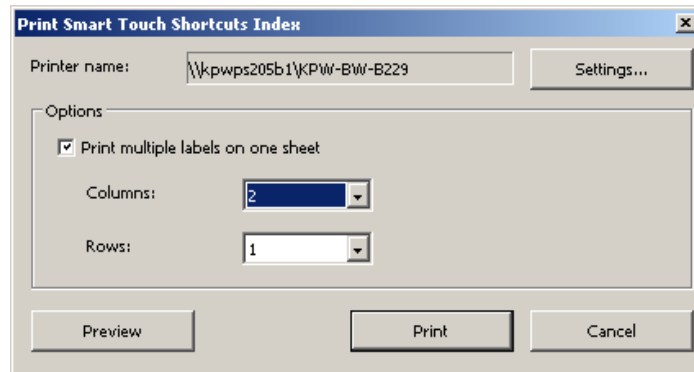 Print Smart Touch Shortcuts Index
Printer name: \\kpwps205b1\KPW-BW-B229 Settings...
Options
Print multiple labels on one sheet
Columns: 2
Rows: 1
Preview Print Cancel